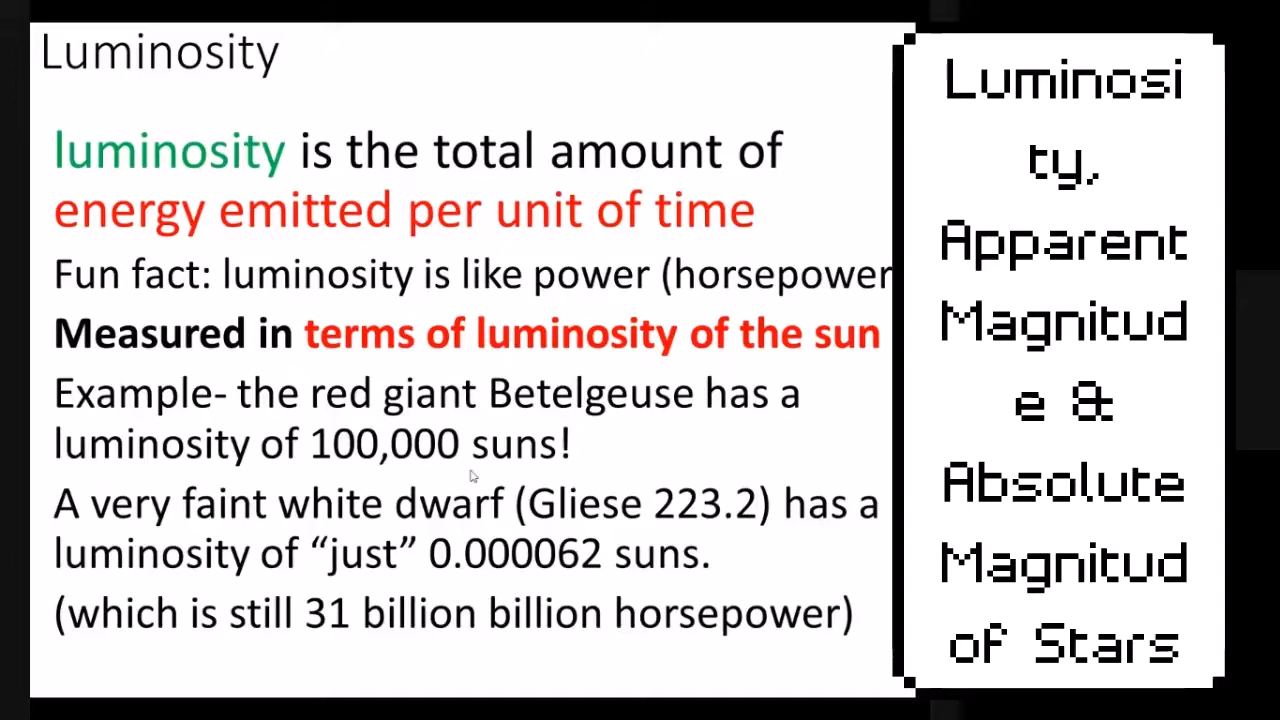 Luminosity
luminosity is the total amount of
energy emitted per unit of time
Fun fact: luminosity is like power (horsepower
Measured in terms of luminosity of the sun
Example- the red giant Betelgeuse has a
luminosity of 100,000 suns!
A very faint white dwarf (Gliese 223.2) has a
luminosity of “just” 0.000062 suns.
(which is still 31 billion billion horsepower)
Luminosi
ty,
Apparent
Magnitud
e &
Absolute
Magnitud
of Stars